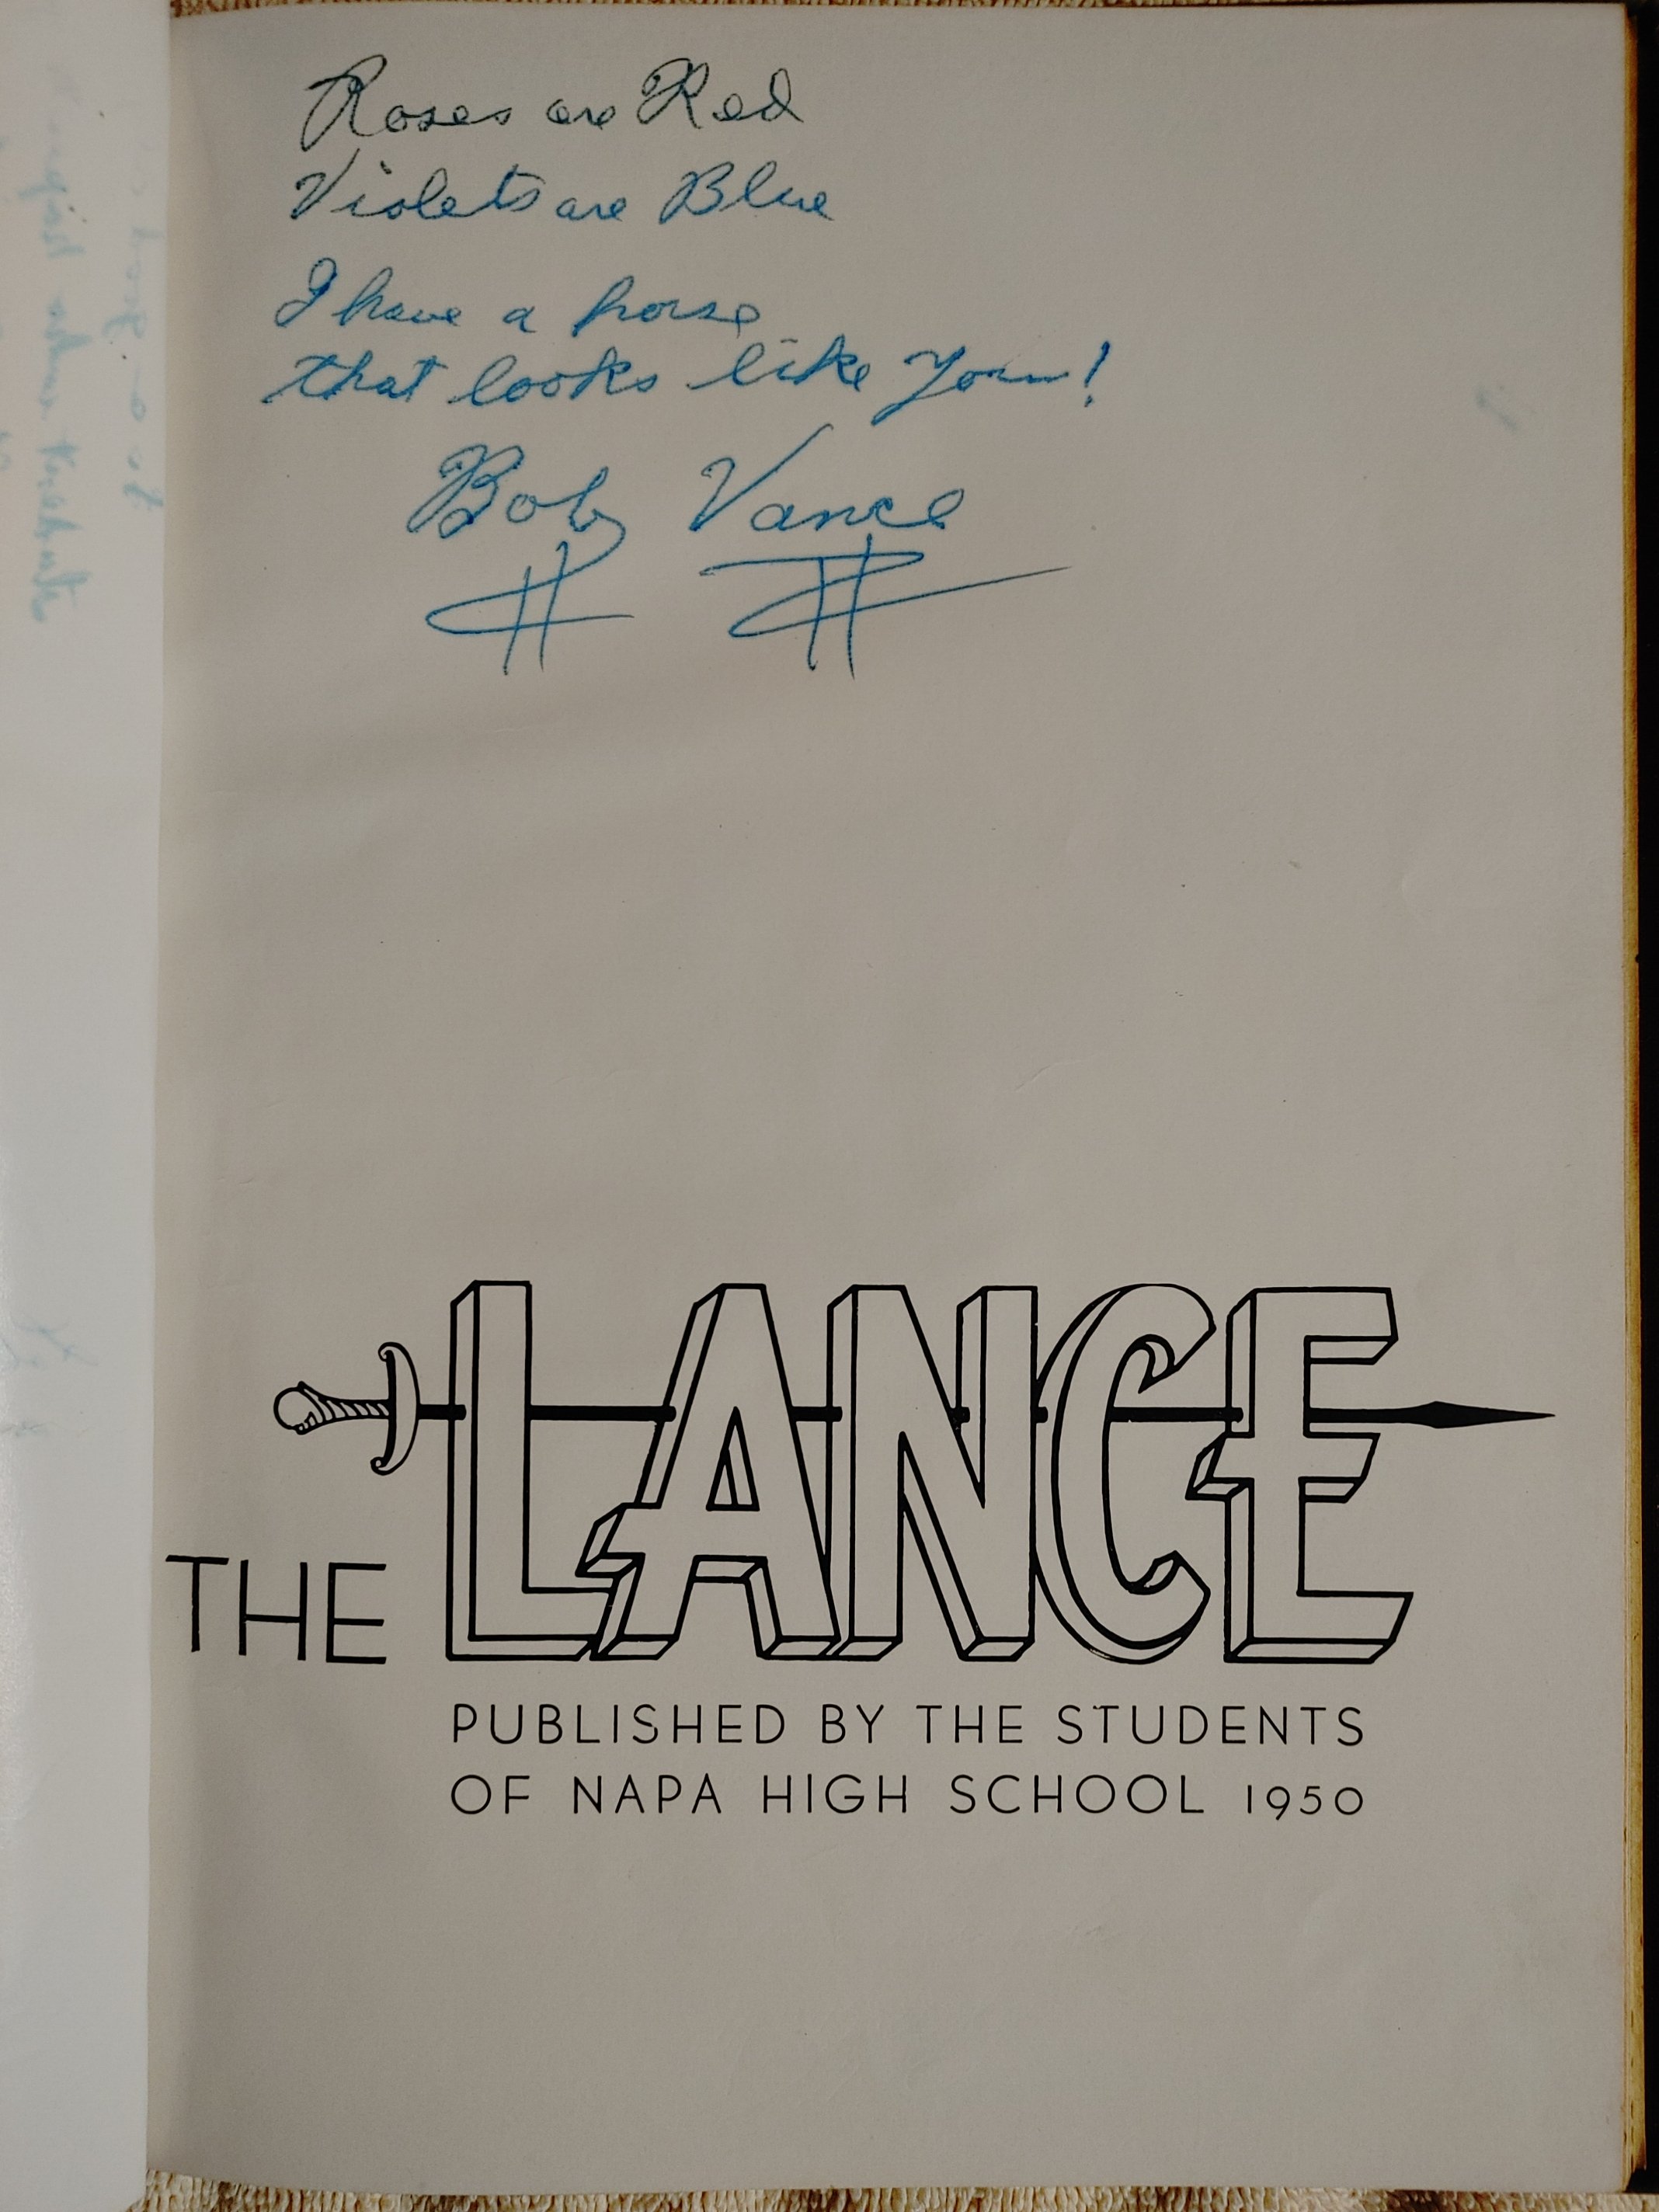 Roses are Red
Violets are Blue
I have a horse
that looks like You!
Bob Vance
THE LANCE
PUBLISHED BY THE STUDENTS
OF NAPA HIGH SCHOOL 1950